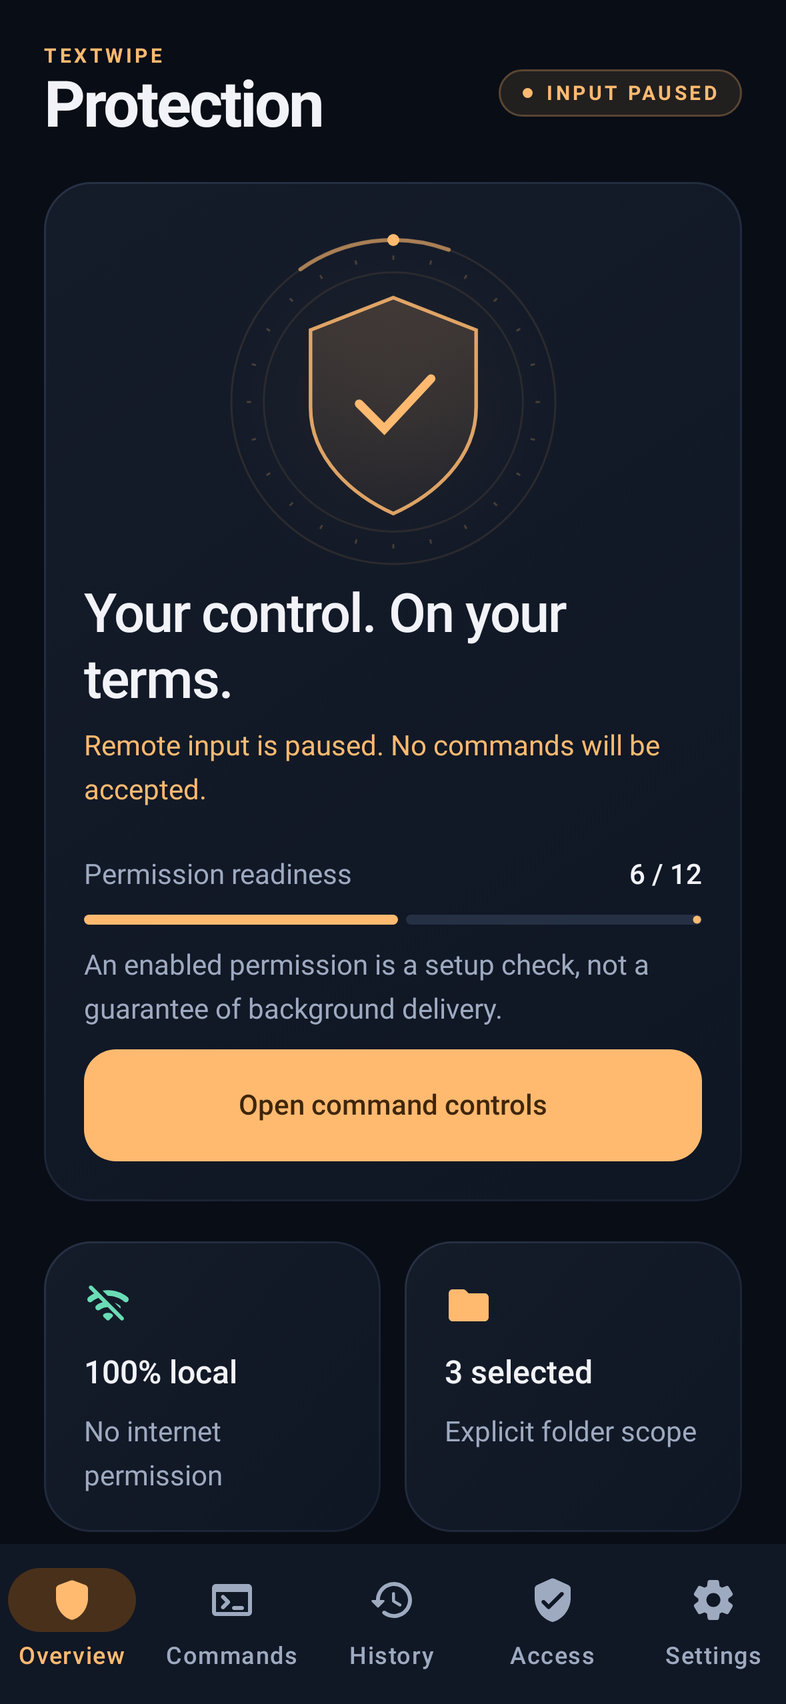 TEXTWIPE
Protection
INPUT PAUSED
Your control. On your
terms.
Remote input is paused. No commands will be
accepted.
Permission readiness 6 / 12
An enabled permission is a setup check, not a
guarantee of background delivery.
Open command controls
100% local
No internet
permission
3 selected
Explicit folder scope
Overview Commands History Access Settings